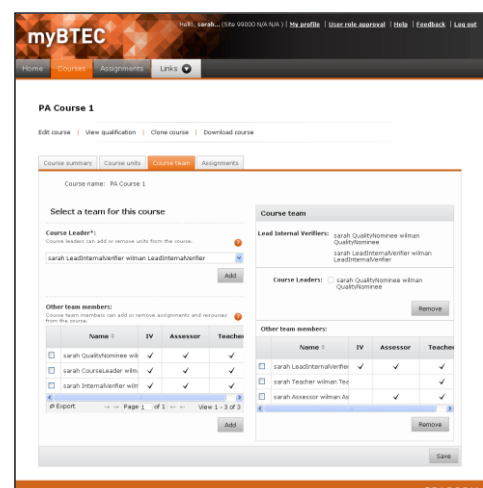 myBTEC
Hello, sarah... (Site 99000 N/A N/A ) | My profile | User role approval | Help | Feedback | Log out
Home Courses Assignments Links
PA Course 1
Edit course | View qualification | Clone course | Download course
Course summary Course units Course team Assignments
Course name: PA Course 1
Select a team for this course
Course Leader*:
Course leaders can add or remove units from the course.
sarah LeadInternalVerifier wilman LeadInternalVerifier
Add
Other team members:
Course team members can add or remove assignments and resources
from the course.
Name IV Assessor Teacher
sarah QualityNominee wil
sarah CourseLeader wilm
sarah InternalVerifier wilm
Export Page 1 of 1 View 1 - 3 of 3
Add
Course team
Lead Internal Verifiers: sarah QualityNominee wilman
QualityNominee
sarah LeadInternalVerifier wilman
LeadInternalVerifier
Course Leaders: sarah QualityNominee wilman
QualityNominee
Remove
Other team members:
Name IV Assessor Teacher
sarah LeadInternalVerifier
sarah Teacher wilman Tea
sarah Assessor wilman As
Remove
Save